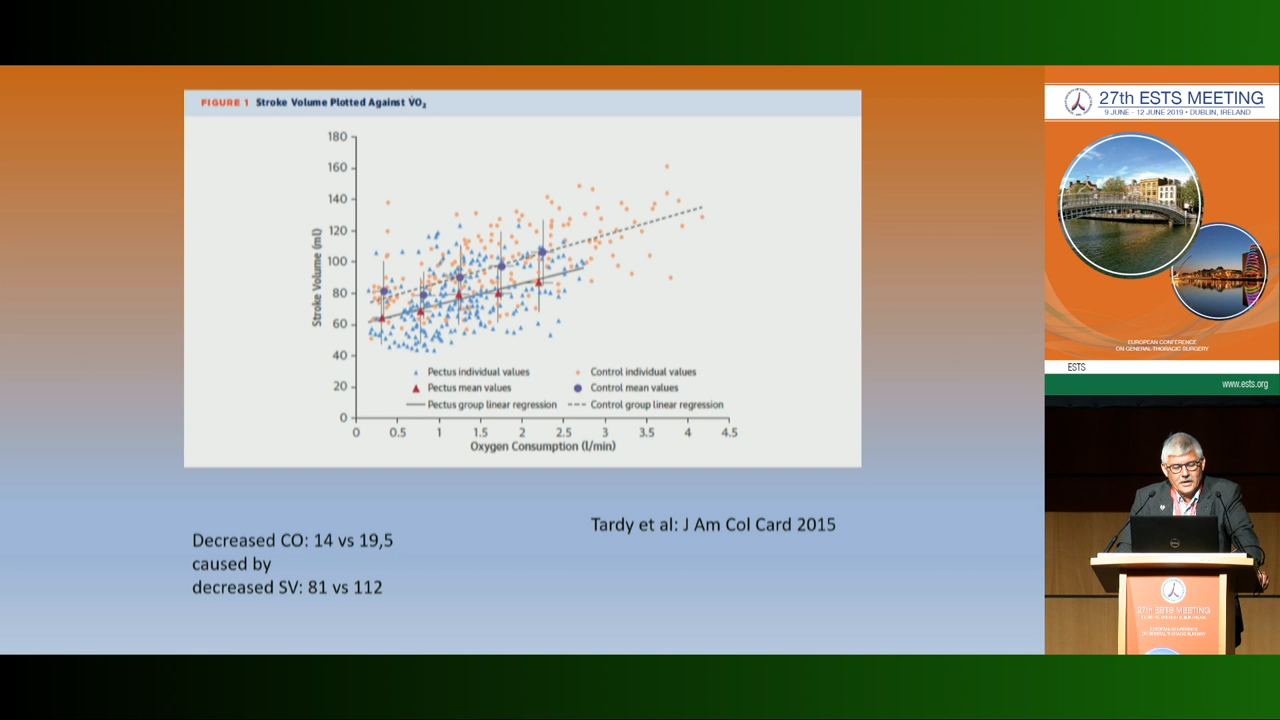 FIGURE 1 Stroke Volume Plotted Against V̇O₂
180
160
140
120
100
80
60
40
20
0
Stroke Volume (ml)
Pectus individual values
Control individual values
Pectus mean values
Control mean values
Pectus group linear regression
Control group linear regression
0 0.5 1 1.5 2 2.5 3 3.5 4 4.5
Oxygen Consumption (l/min)
Tardy et al: J Am Col Card 2015
Decreased CO: 14 vs 19,5
caused by
decreased SV: 81 vs 112
27th ESTS MEETING
9 JUNE - 12 JUNE 2019 • DUBLIN, IRELAND
EUROPEAN CONFERENCE
ON GENERAL THORACIC SURGERY
ESTS
www.ests.org
27th ESTS MEETING